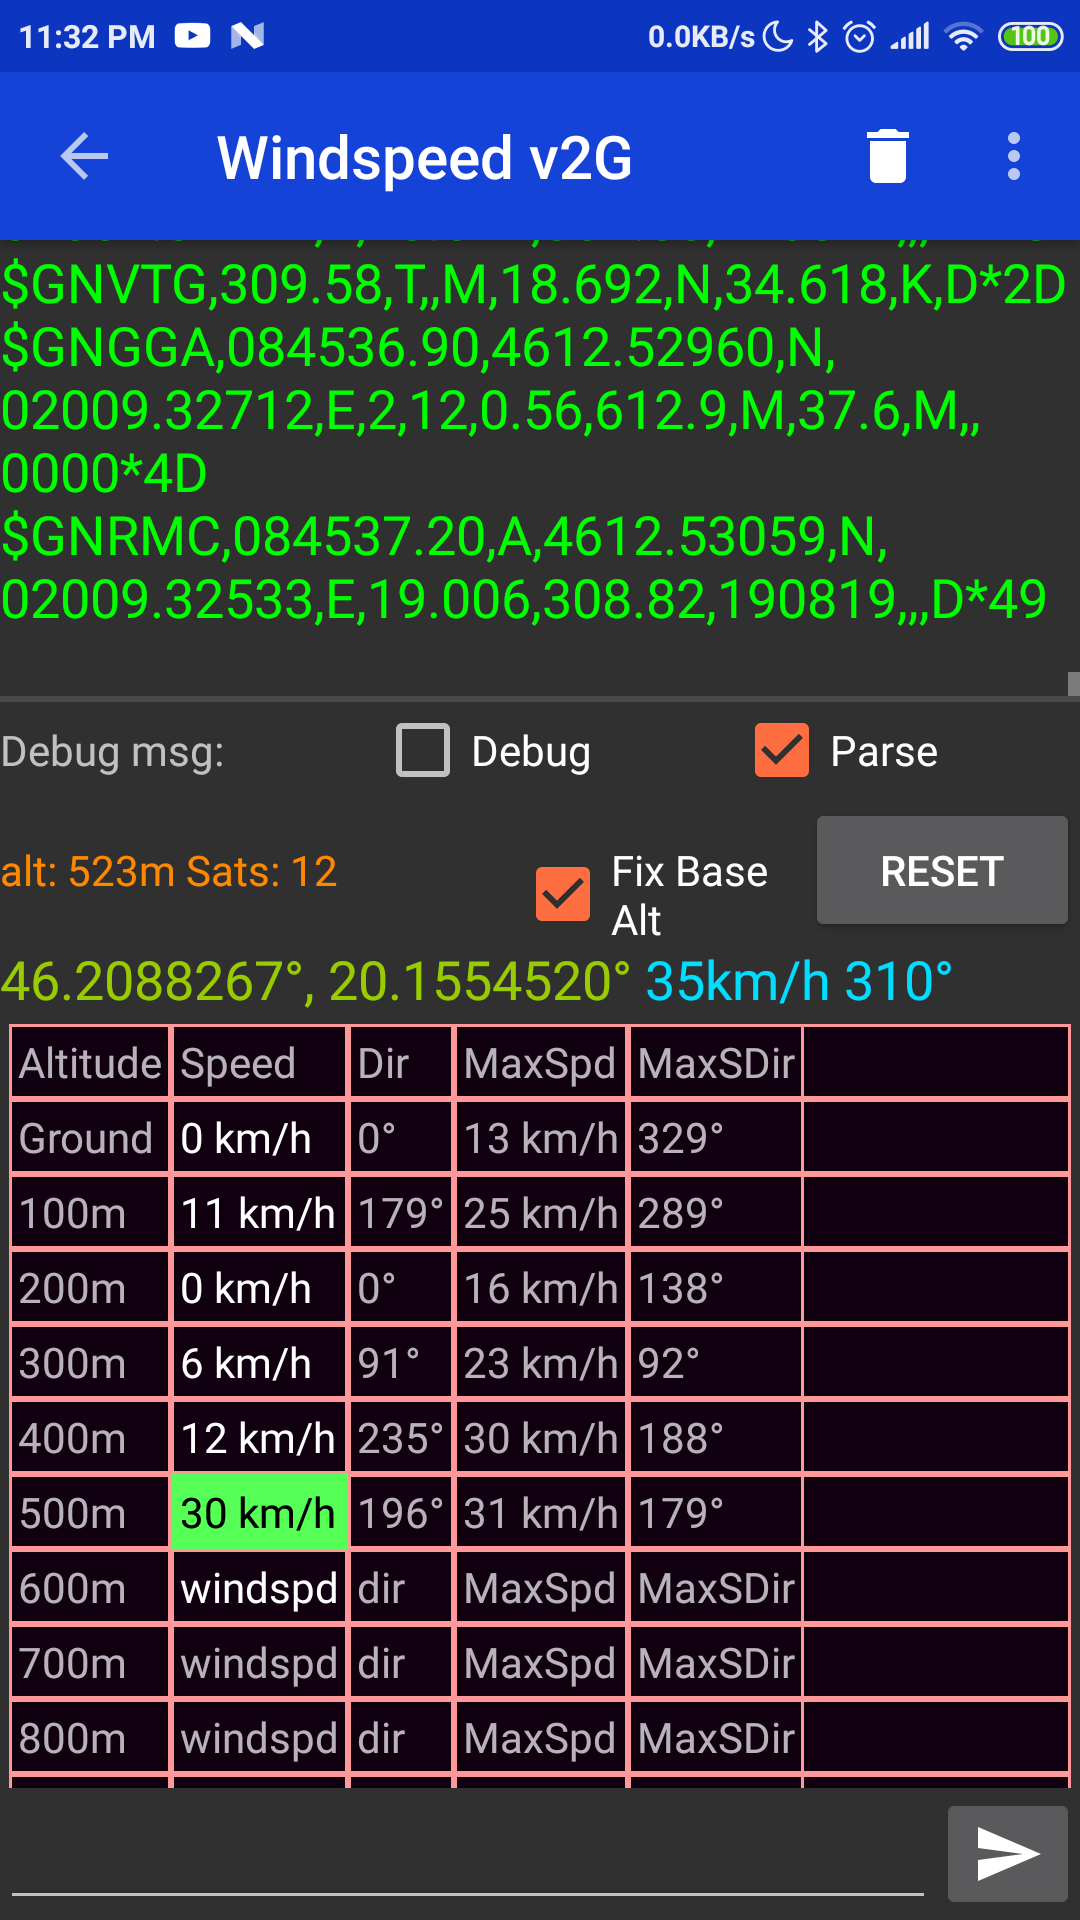 11:32 PM 0.0KB/s 100
Windspeed v2G
$GNVTG,309.58,T,,M,18.692,N,34.618,K,D*2D
$GNGGA,084536.90,4612.52960,N,
02009.32712,E,2,12,0.56,612.9,M,37.6,M,,
0000*4D
$GNRMC,084537.20,A,4612.53059,N,
02009.32533,E,19.006,308.82,190819,,,D*49
Debug msg: Debug Parse
alt: 523m Sats: 12 Fix Base
Alt
RESET
46.2088267°, 20.1554520° 35km/h 310°
Altitude Speed Dir MaxSpd MaxSDir
Ground 0 km/h 0° 13 km/h 329°
100m 11 km/h 179° 25 km/h 289°
200m 0 km/h 0° 16 km/h 138°
300m 6 km/h 91° 23 km/h 92°
400m 12 km/h 235° 30 km/h 188°
500m 30 km/h 196° 31 km/h 179°
600m windspd dir MaxSpd MaxSDir
700m windspd dir MaxSpd MaxSDir
800m windspd dir MaxSpd MaxSDir